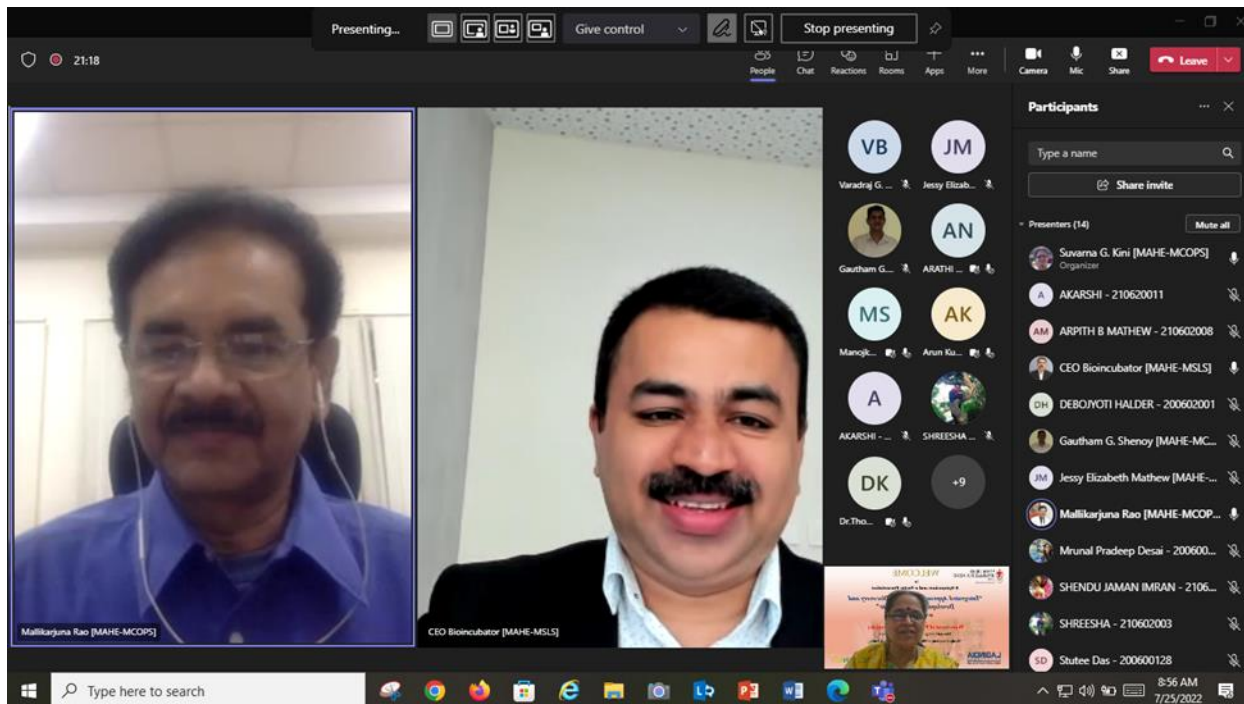 Presenting...
Give control
Stop presenting
21:18
People
Chat
Reactions
Rooms
Apps
More
Camera
Mic
Share
Leave
Participants
Type a name
Share invite
Presenters (14)
Mute all
Suvarna G. Kini [MAHE-MCOPS]
Organizer
A
AKARSHI - 210620011
AM
ARPITH B MATHEW - 210602008
CEO Bioincubator [MAHE-MSLS]
DH
DEBOJYOTI HALDER - 200602001
Gautham G. Shenoy [MAHE-MC...
JM
Jessy Elizabeth Mathew [MAHE-...
Mallikarjuna Rao [MAHE-MCOP...
Mrunal Pradeep Desai - 200600...
SHENDU JAMAN IMRAN - 2106...
SHREESHA - 210602003
SD
Stutee Das - 200600128
VB
JM
Varadraj G. ...
Jessy Elizab...
AN
Gautham G....
ARATHI ...
MS
AK
Manojk...
Arun Ku...
A
AKARSHI - ...
SHREESHA ...
DK
+9
Dr.Tho...
WELCOME
Mallikarjuna Rao [MAHE-MCOPS]
CEO Bioincubator [MAHE-MSLS]
Type here to search
8:56 AM
7/25/2022